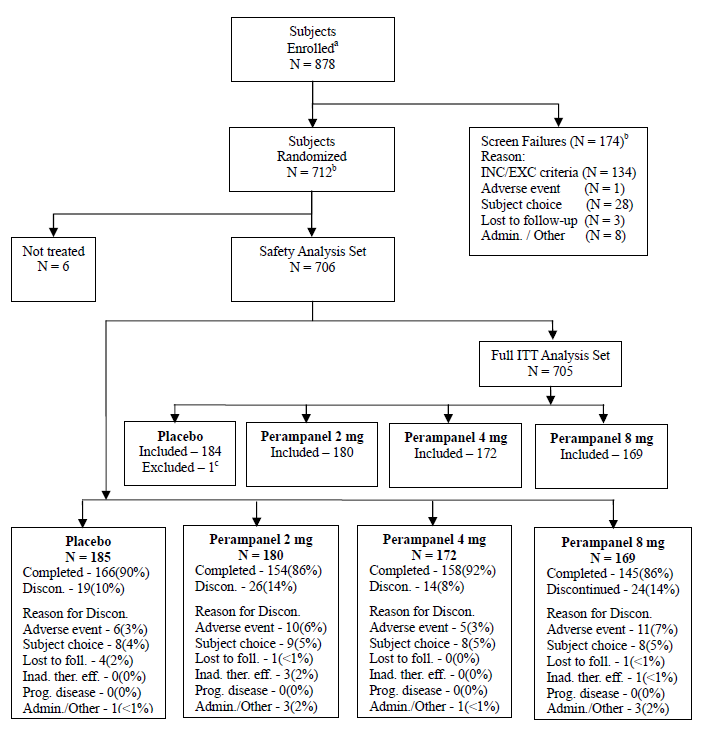 Subjects
Enrolledᵃ
N = 878
Subjects
Randomized
N = 712ᵇ
Screen Failures (N = 174)ᵇ
Reason:
INC/EXC criteria (N = 134)
Adverse event (N = 1)
Subject choice (N = 28)
Lost to follow-up (N = 3)
Admin. / Other (N = 8)
Not treated
N = 6
Safety Analysis Set
N = 706
Full ITT Analysis Set
N = 705
Placebo
Included – 184
Excluded – 1ᶜ
Perampanel 2 mg
Included – 180
Perampanel 4 mg
Included – 172
Perampanel 8 mg
Included – 169
Placebo
N = 185
Completed - 166(90%)
Discon. - 19(10%)
Reason for Discon.
Adverse event - 6(3%)
Subject choice - 8(4%)
Lost to foll. - 4(2%)
Inad. ther. eff. - 0(0%)
Prog. disease - 0(0%)
Admin./Other - 1(<1%)
Perampanel 2 mg
N = 180
Completed - 154(86%)
Discon. - 26(14%)
Reason for Discon.
Adverse event - 10(6%)
Subject choice - 9(5%)
Lost to foll. - 1(<1%)
Inad. ther. eff. - 3(2%)
Prog. disease - 0(0%)
Admin./Other - 3(2%)
Perampanel 4 mg
N = 172
Completed - 158(92%)
Discon. - 14(8%)
Reason for Discon.
Adverse event - 5(3%)
Subject choice - 8(5%)
Lost to foll. - 0(0%)
Inad. ther. eff. - 0(0%)
Prog. disease - 0(0%)
Admin./Other - 1(<1%)
Perampanel 8 mg
N = 169
Completed - 145(86%)
Discontinued - 24(14%)
Reason for Discon.
Adverse event - 11(7%)
Subject choice - 8(5%)
Lost to foll. - 1(<1%)
Inad. ther. eff. - 1(<1%)
Prog. disease - 0(0%)
Admin./Other - 3(2%)